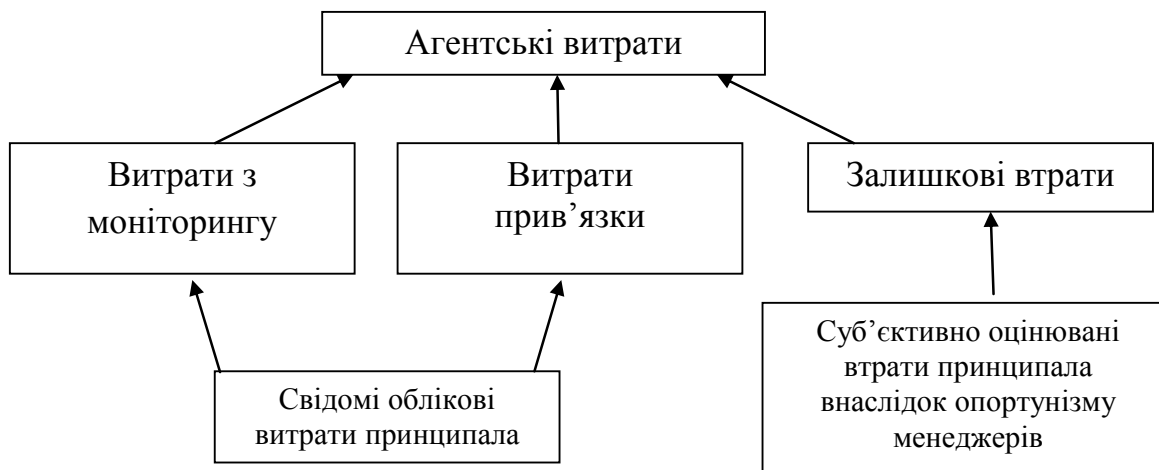 Агентські витрати
Витрати з
моніторингу
Витрати
прив’язки
Залишкові втрати
Свідомі облікові
витрати принципала
Суб’єктивно оцінювані
втрати принципала
внаслідок опортунізму
менеджерів